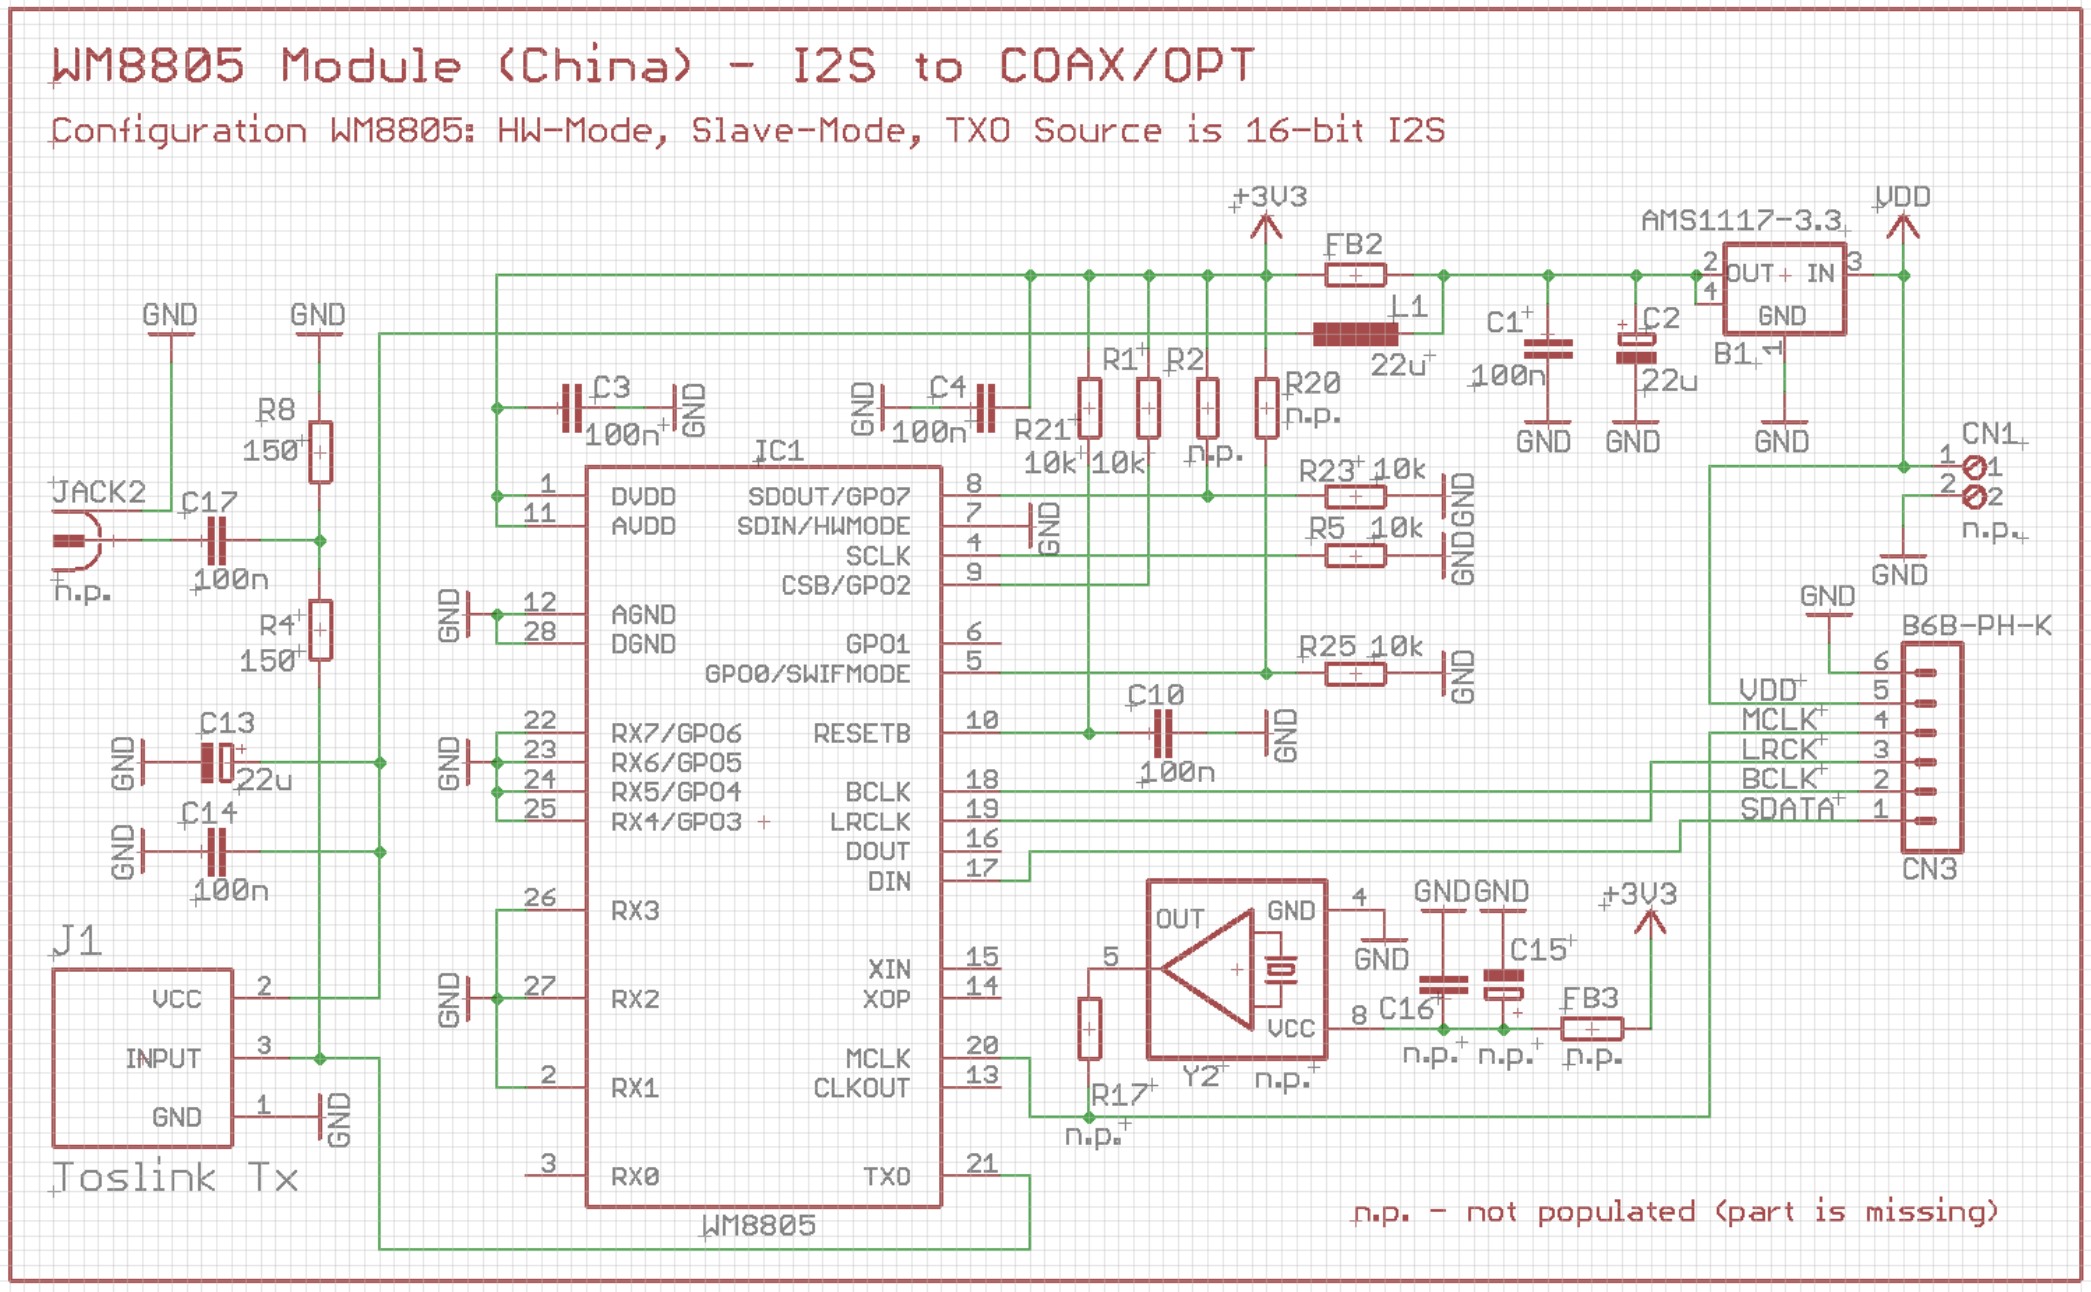 WM8805 Module (China) - I2S to COAX/OPT
Configuration WM8805: HW-Mode, Slave-Mode, TXO Source is 16-bit I2S
+3V3
VDD
AMS1117-3.3
FB2
2 OUT IN 3
4
GND
1
B1
L1
22u
C1
100n
C2
22u
GND
GND
GND
GND
GND
R8
150
JACK2
n.p.
C17
100n
R4
150
C3
100n
GND
GND
C4
100n
R21
10k
R1
10k
R2
n.p.
R20
n.p.
R23 10k
GND
R5 10k
GND
R25 10k
GND
CN1
1 1
2 2
n.p.
GND
IC1
1 DVDD
11 AVDD
12 AGND
28 DGND
22 RX7/GPO6
23 RX6/GPO5
24 RX5/GPO4
25 RX4/GPO3
26 RX3
27 RX2
2 RX1
3 RX0
SDOUT/GPO7 8
SDIN/HWMODE 7
SCLK 4
CSB/GPO2 9
GPO1 6
GPO0/SWIFMODE 5
RESETB 10
BCLK 18
LRCLK 19
DOUT 16
DIN 17
XIN 15
XOP 14
MCLK 20
CLKOUT 13
TXO 21
WM8805
GND
GND
GND
GND
C10
100n
GND
GND
B6B-PH-K
6
VDD 5
MCLK 4
LRCK 3
BCLK 2
SDATA 1
CN3
C13
22u
GND
C14
100n
GND
J1
VCC 2
INPUT 3
GND 1
GND
Toslink Tx
OUT
GND 4
5
VCC 8
Y2
n.p.
GND
R17
n.p.
GND
GND
C16
n.p.
C15
n.p.
+3V3
FB3
n.p.
n.p. - not populated (part is missing)